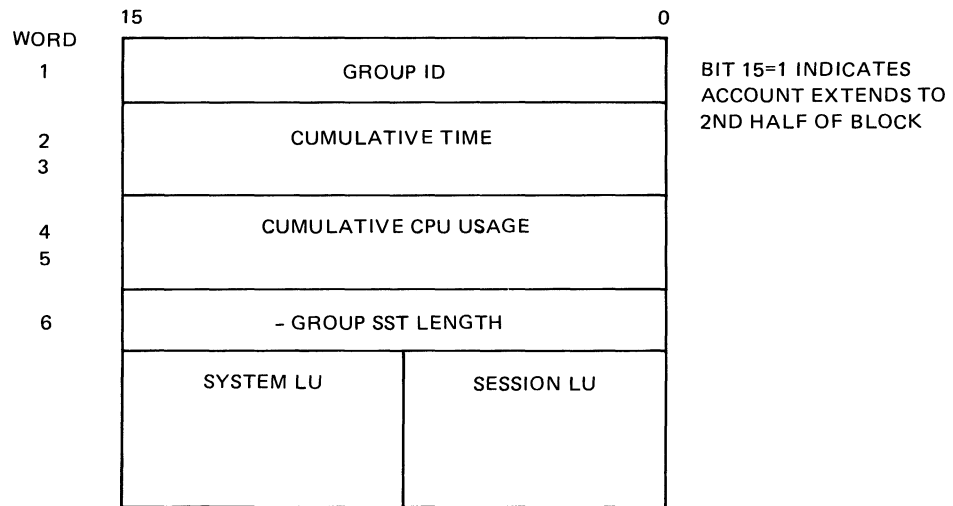 15 0
WORD
1 GROUP ID
BIT 15=1 INDICATES
ACCOUNT EXTENDS TO
2ND HALF OF BLOCK
2 CUMULATIVE TIME
3
4 CUMULATIVE CPU USAGE
5
6 - GROUP SST LENGTH
SYSTEM LU SESSION LU